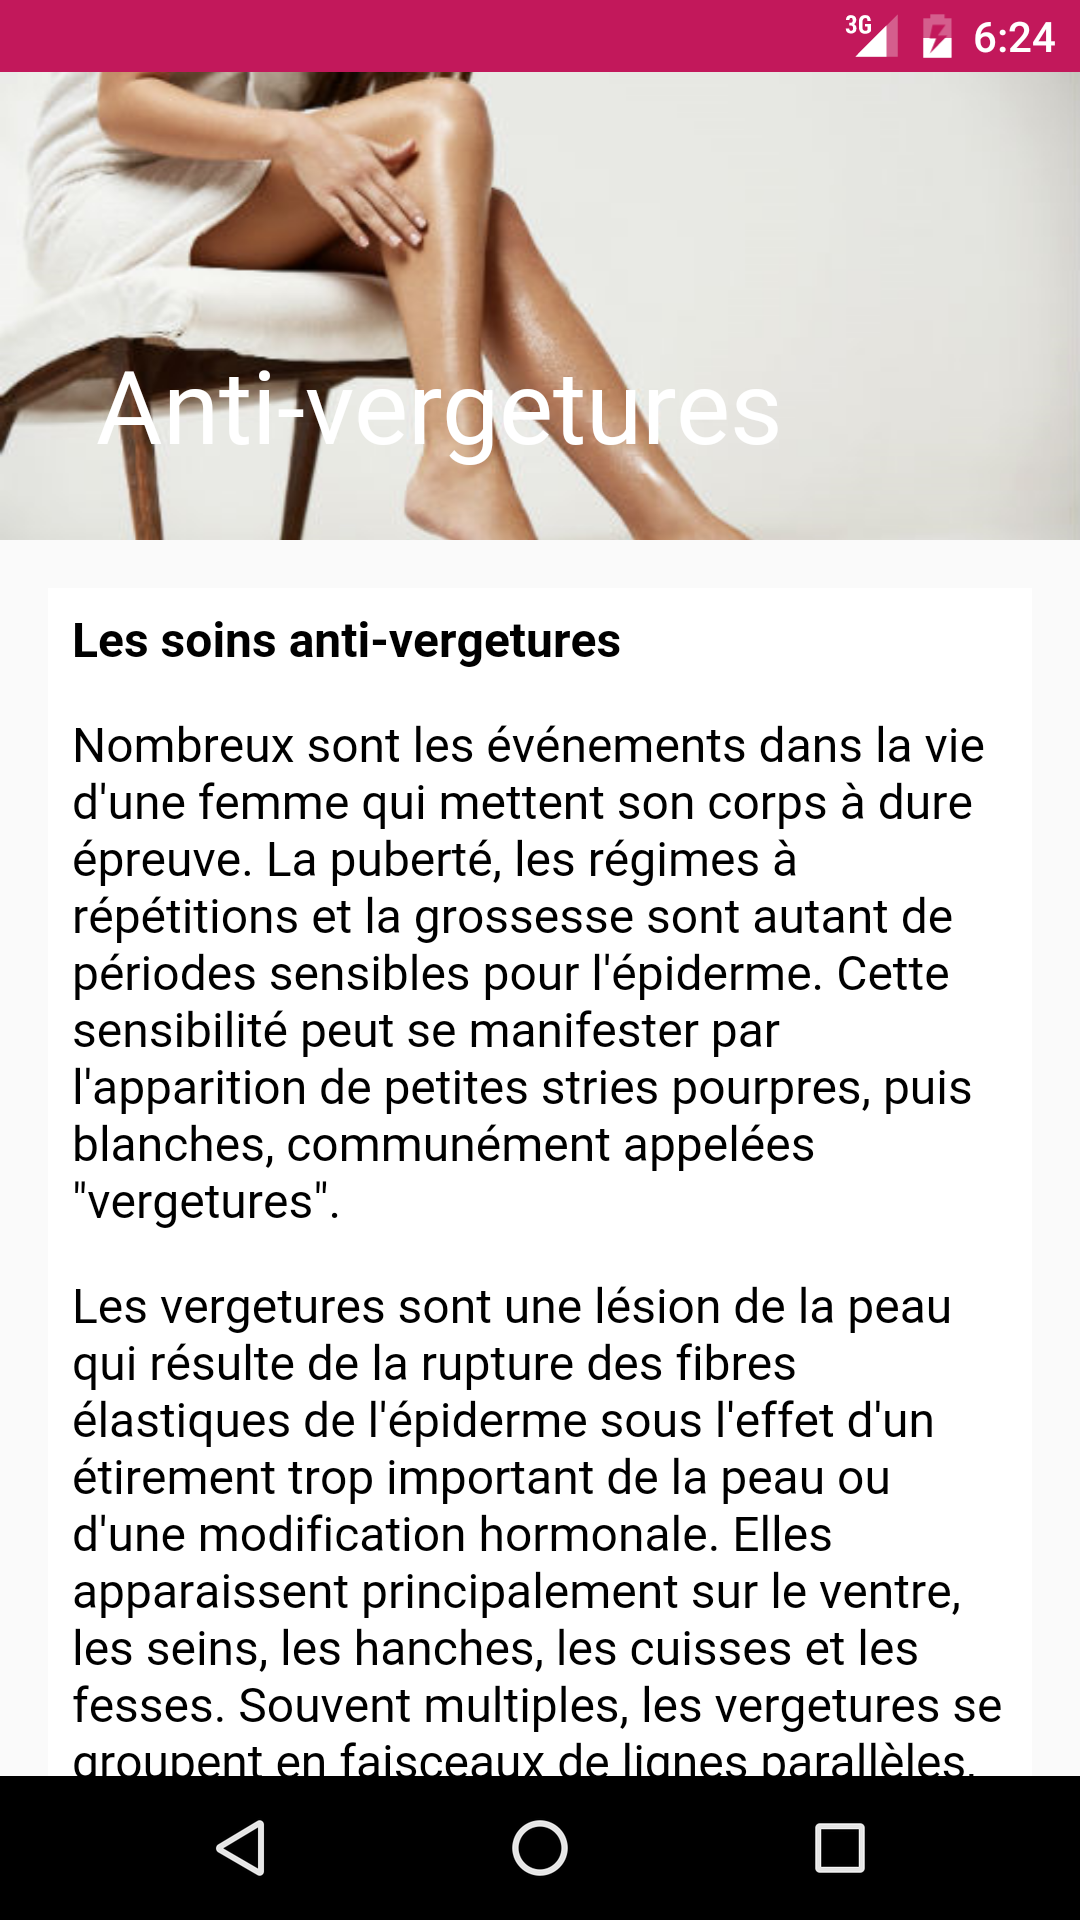 3G 6:24
Anti-vergetures
Les soins anti-vergetures
Nombreux sont les événements dans la vie
d'une femme qui mettent son corps à dure
épreuve. La puberté, les régimes à
répétitions et la grossesse sont autant de
périodes sensibles pour l'épiderme. Cette
sensibilité peut se manifester par
l'apparition de petites stries pourpres, puis
blanches, communément appelées
"vergetures".
Les vergetures sont une lésion de la peau
qui résulte de la rupture des fibres
élastiques de l'épiderme sous l'effet d'un
étirement trop important de la peau ou
d'une modification hormonale. Elles
apparaissent principalement sur le ventre,
les seins, les hanches, les cuisses et les
fesses. Souvent multiples, les vergetures se
groupent en faisceaux de lignes parallèles.